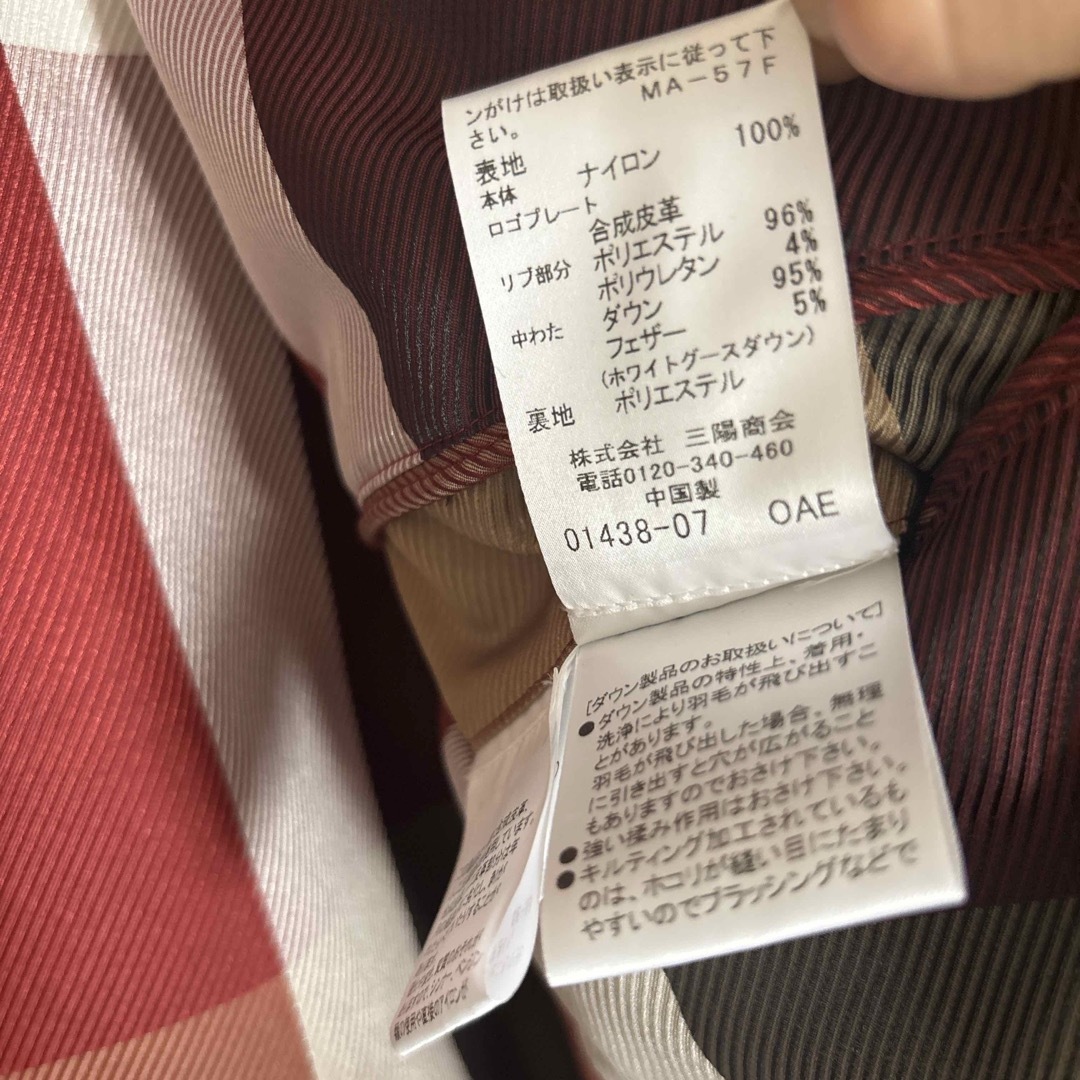 ンがけは取扱い表示に従って下
さい。 MA-57F
表地
本体 ナイロン 100%
ロゴプレート
合成皮革
リブ部分 ポリエステル 96%
ポリウレタン 4%
中わた ダウン 95%
フェザー 5%
(ホワイトグースダウン)
裏地 ポリエステル
株式会社 三陽商会
電話0120-340-460
中国製
01438-07 OAE
[ダウン製品のお取扱いについて]
●ダウン製品の特性上、着用・
洗浄により羽毛が飛び出すこ
とがあります。
羽毛が飛び出した場合、無理
に引き出すと穴が広がること
もありますのでおさけ下さい。
●強い揉み作用はおさけ下さい。
●キルティング加工されているも
のは、ホコリが縫い目にたまり
やすいのでブラッシングなどで